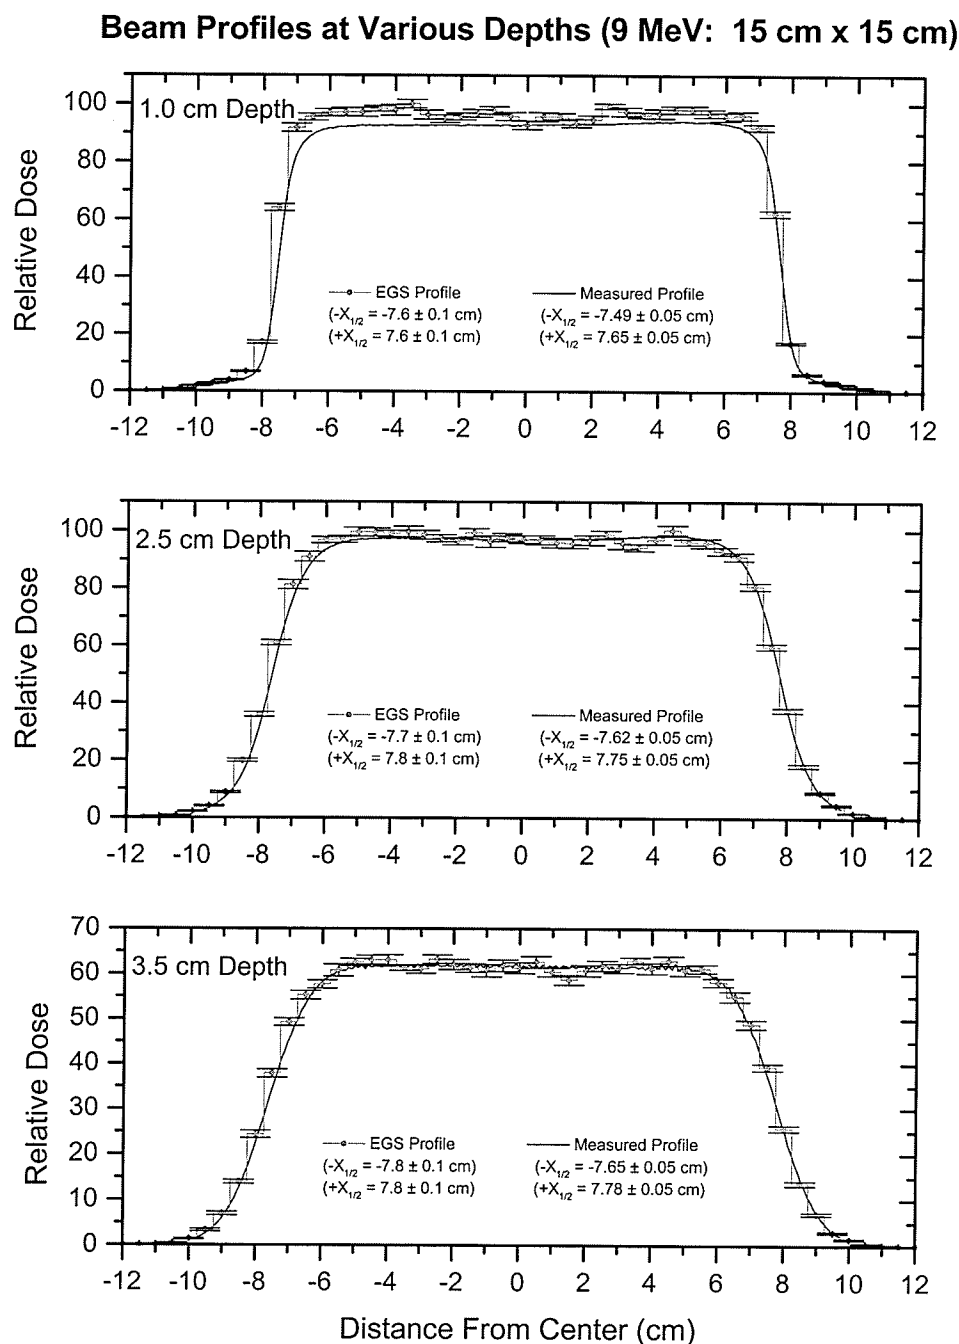 Beam Profiles at Various Depths (9 MeV: 15 cm x 15 cm)
1.0 cm Depth
Relative Dose
100
80
60
40
20
0
EGS Profile
(-X1/2 = -7.6 ± 0.1 cm)
(+X1/2 = 7.6 ± 0.1 cm)
Measured Profile
(-X1/2 = -7.49 ± 0.05 cm)
(+X1/2 = 7.65 ± 0.05 cm)
-12 -10 -8 -6 -4 -2 0 2 4 6 8 10 12
2.5 cm Depth
Relative Dose
100
80
60
40
20
0
EGS Profile
(-X1/2 = -7.7 ± 0.1 cm)
(+X1/2 = 7.8 ± 0.1 cm)
Measured Profile
(-X1/2 = -7.62 ± 0.05 cm)
(+X1/2 = 7.75 ± 0.05 cm)
-12 -10 -8 -6 -4 -2 0 2 4 6 8 10 12
3.5 cm Depth
Relative Dose
70
60
50
40
30
20
10
0
EGS Profile
(-X1/2 = -7.8 ± 0.1 cm)
(+X1/2 = 7.8 ± 0.1 cm)
Measured Profile
(-X1/2 = -7.65 ± 0.05 cm)
(+X1/2 = 7.78 ± 0.05 cm)
-12 -10 -8 -6 -4 -2 0 2 4 6 8 10 12
Distance From Center (cm)